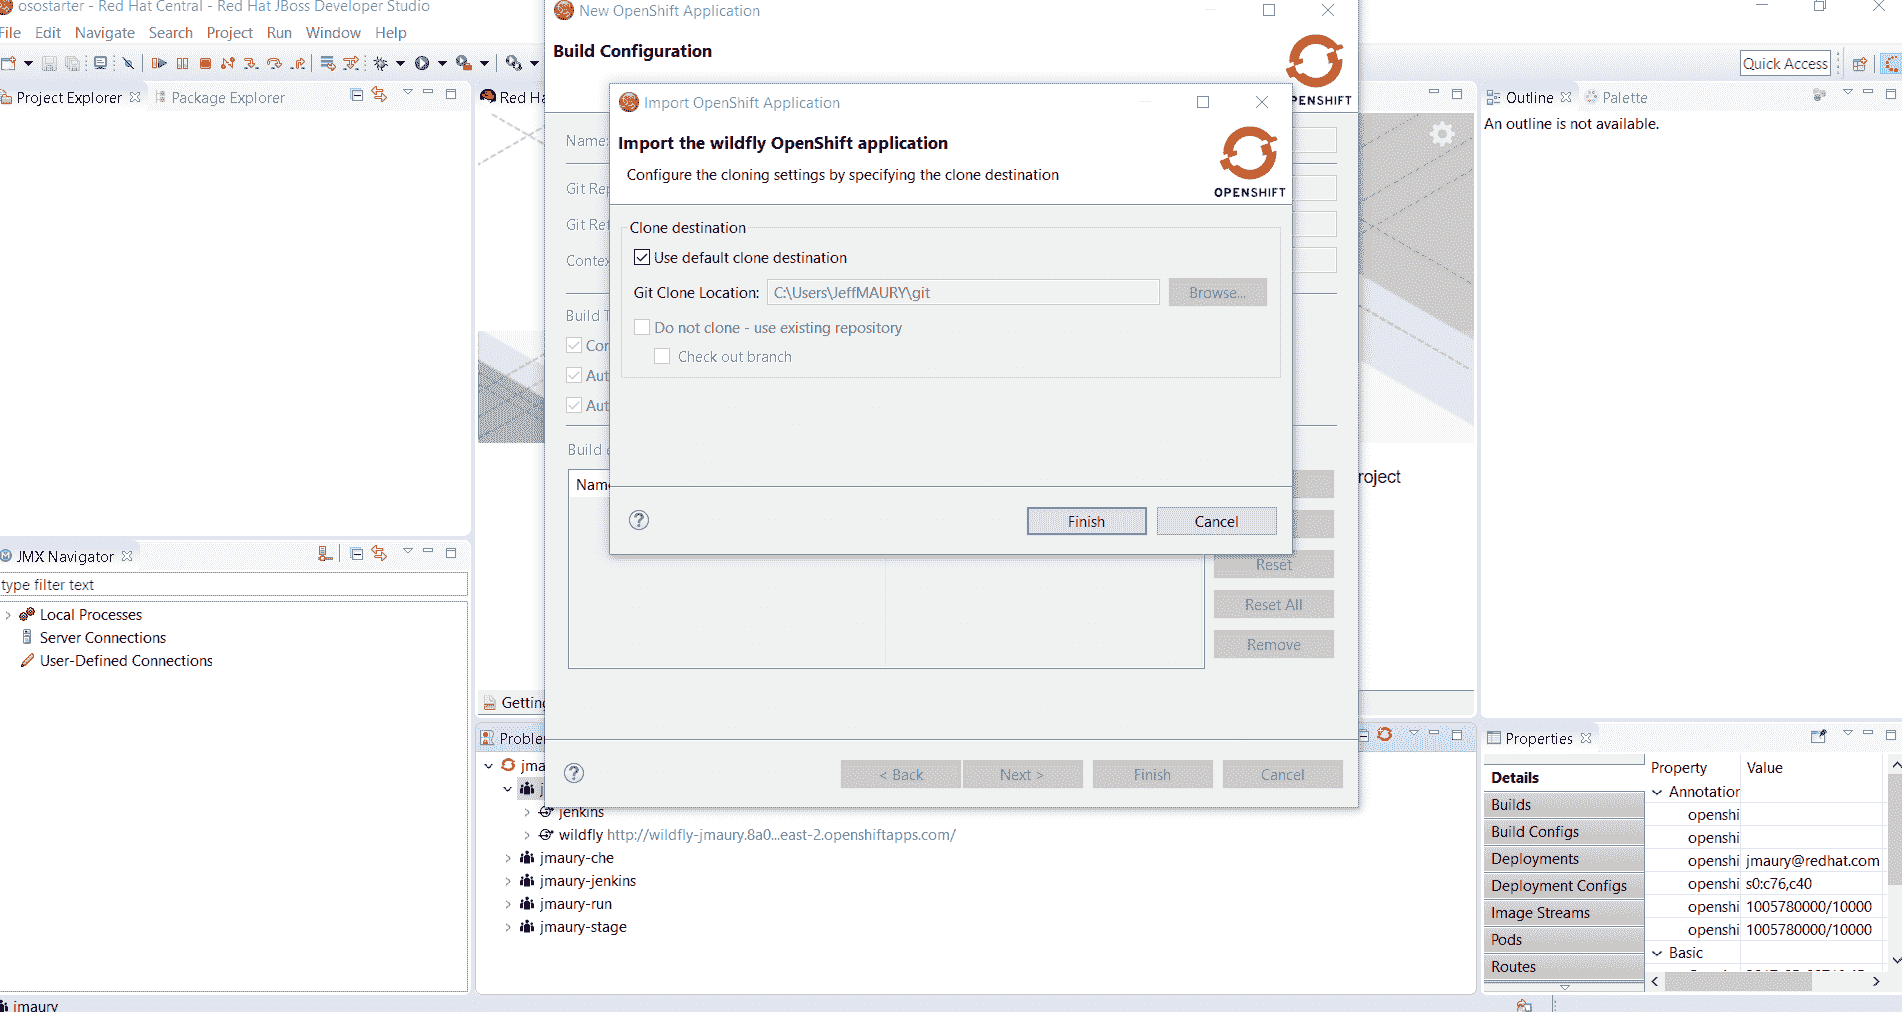 osostarter - Red Hat Central - Red Hat JBoss Developer Studio
File Edit Navigate Search Project Run Window Help
Quick Access
Project Explorer
Package Explorer
Red Ha
Outline
Palette
An outline is not available.
New OpenShift Application
Build Configuration
OPENSHIFT
Name:
Git Rep
Git Ref
Contex
Build T
Cor
Aut
Aut
Build
Name
Reset
Reset All
Remove
< Back
Next >
Finish
Cancel
Import OpenShift Application
Import the wildfly OpenShift application
Configure the cloning settings by specifying the clone destination
OPENSHIFT
Clone destination
Use default clone destination
Git Clone Location: C:\Users\JeffMAURY\git Browse...
Do not clone - use existing repository
Check out branch
Finish
Cancel
roject
JMX Navigator
type filter text
Local Processes
Server Connections
User-Defined Connections
Getting
Problem
jma
j
jenkins
wildfly http://wildfly-jmaury.8a0...east-2.openshiftapps.com/
jmaury-che
jmaury-jenkins
jmaury-run
jmaury-stage
Properties
Details
Builds
Build Configs
Deployments
Deployment Configs
Image Streams
Pods
Routes
Property Value
Annotation
openshi
openshi
openshi jmaury@redhat.com
openshi s0:c76,c40
openshi 1005780000/10000
openshi 1005780000/10000
Basic
jmaury